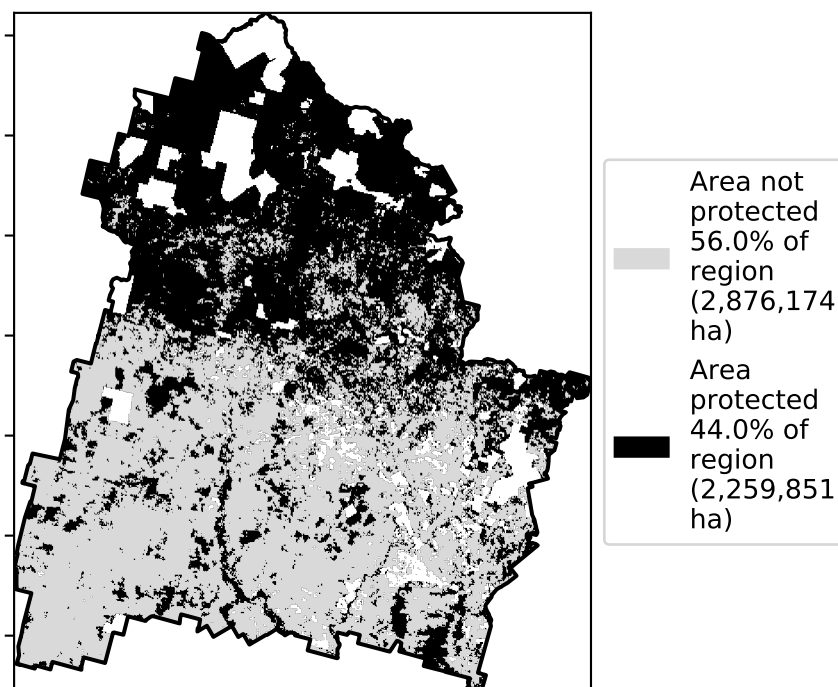 Area not
protected
56.0% of
region
(2,876,174
ha)
Area
protected
44.0% of
region
(2,259,851
ha)